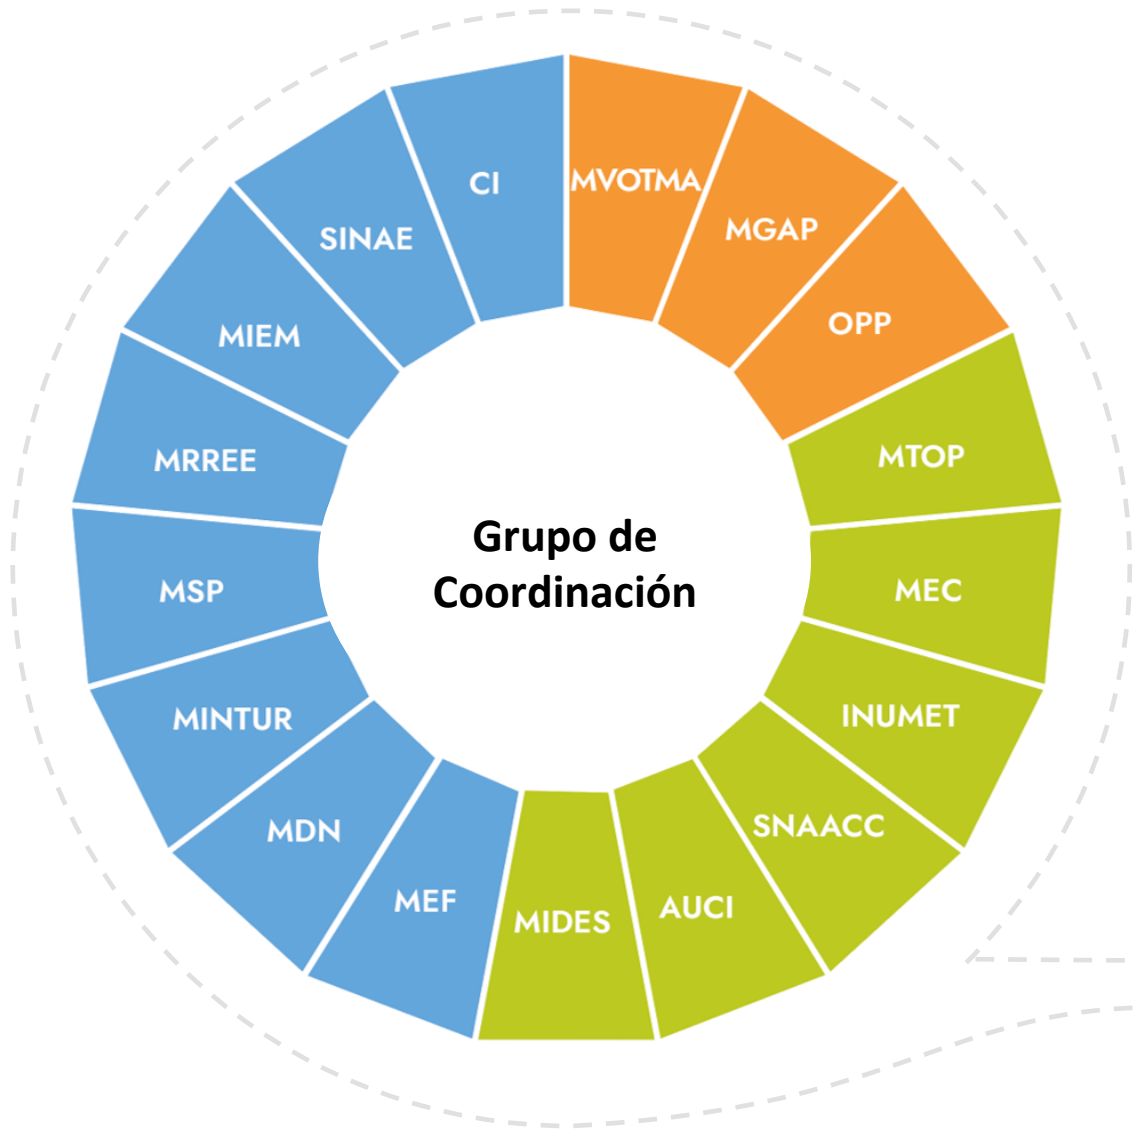 CI
MVOTMA
MGAP
OPP
MTOP
MEC
INUMET
SNAACC
AUCI
MIDES
MEF
MDN
MINTUR
MSP
MRREE
MIEM
SINAE
Grupo de
Coordinación